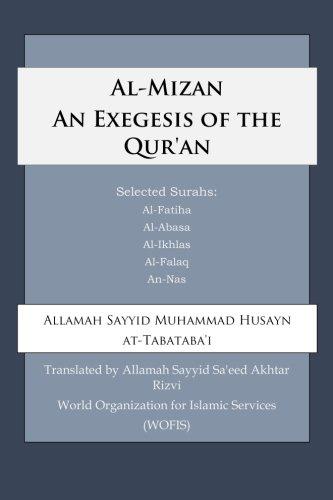 AL-MIZAN
AN EXEGESIS OF THE
QUR'AN
Selected Surahs:
Al-Fatiha
Al-Abasa
Al-Ikhlas
Al-Falaq
An-Nas
ALLAMAH SAYYID MUHAMMAD HUSAYN
AT-TABATABA'I
Translated by Allamah Sayyid Sa'eed Akhtar
Rizvi
World Organization for Islamic Services
(WOFIS)